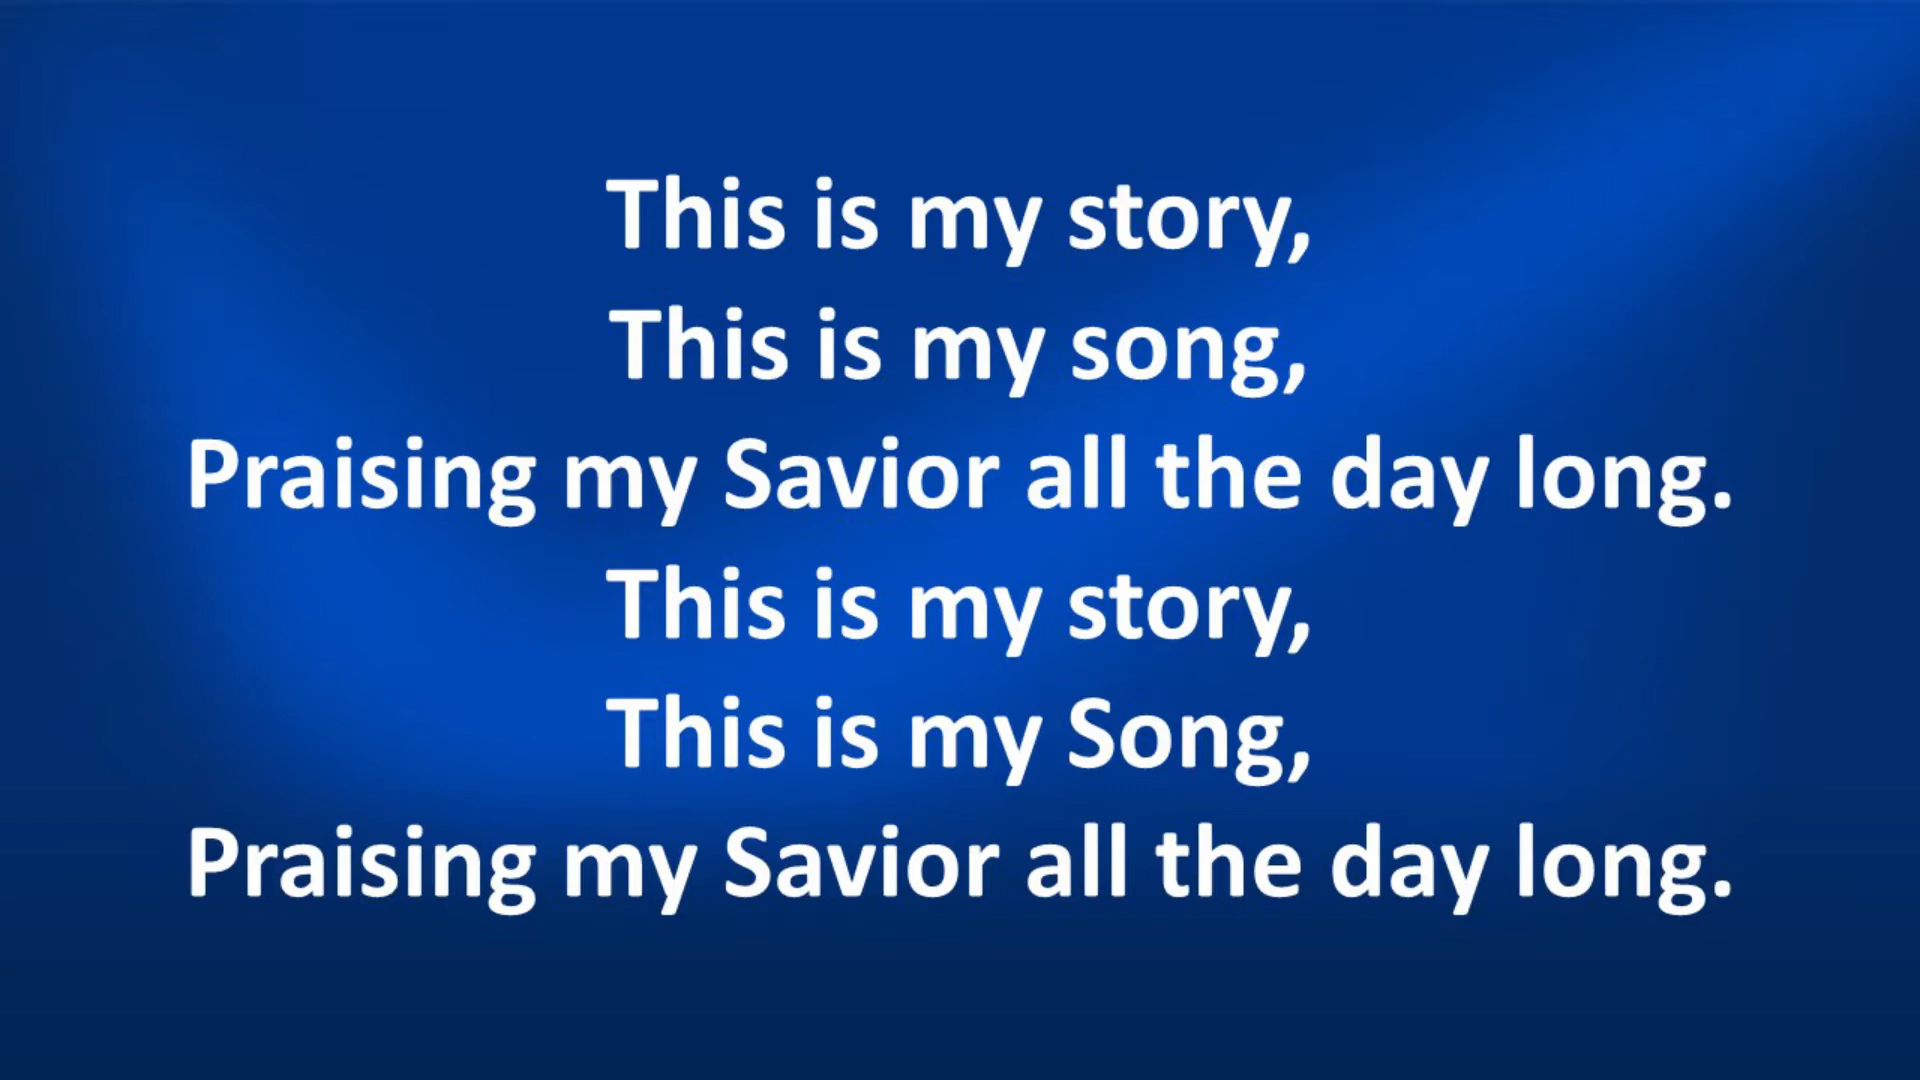 This is my story,
This is my song,
Praising my Savior all the day long.
This is my story,
This is my Song,
Praising my Savior all the day long.